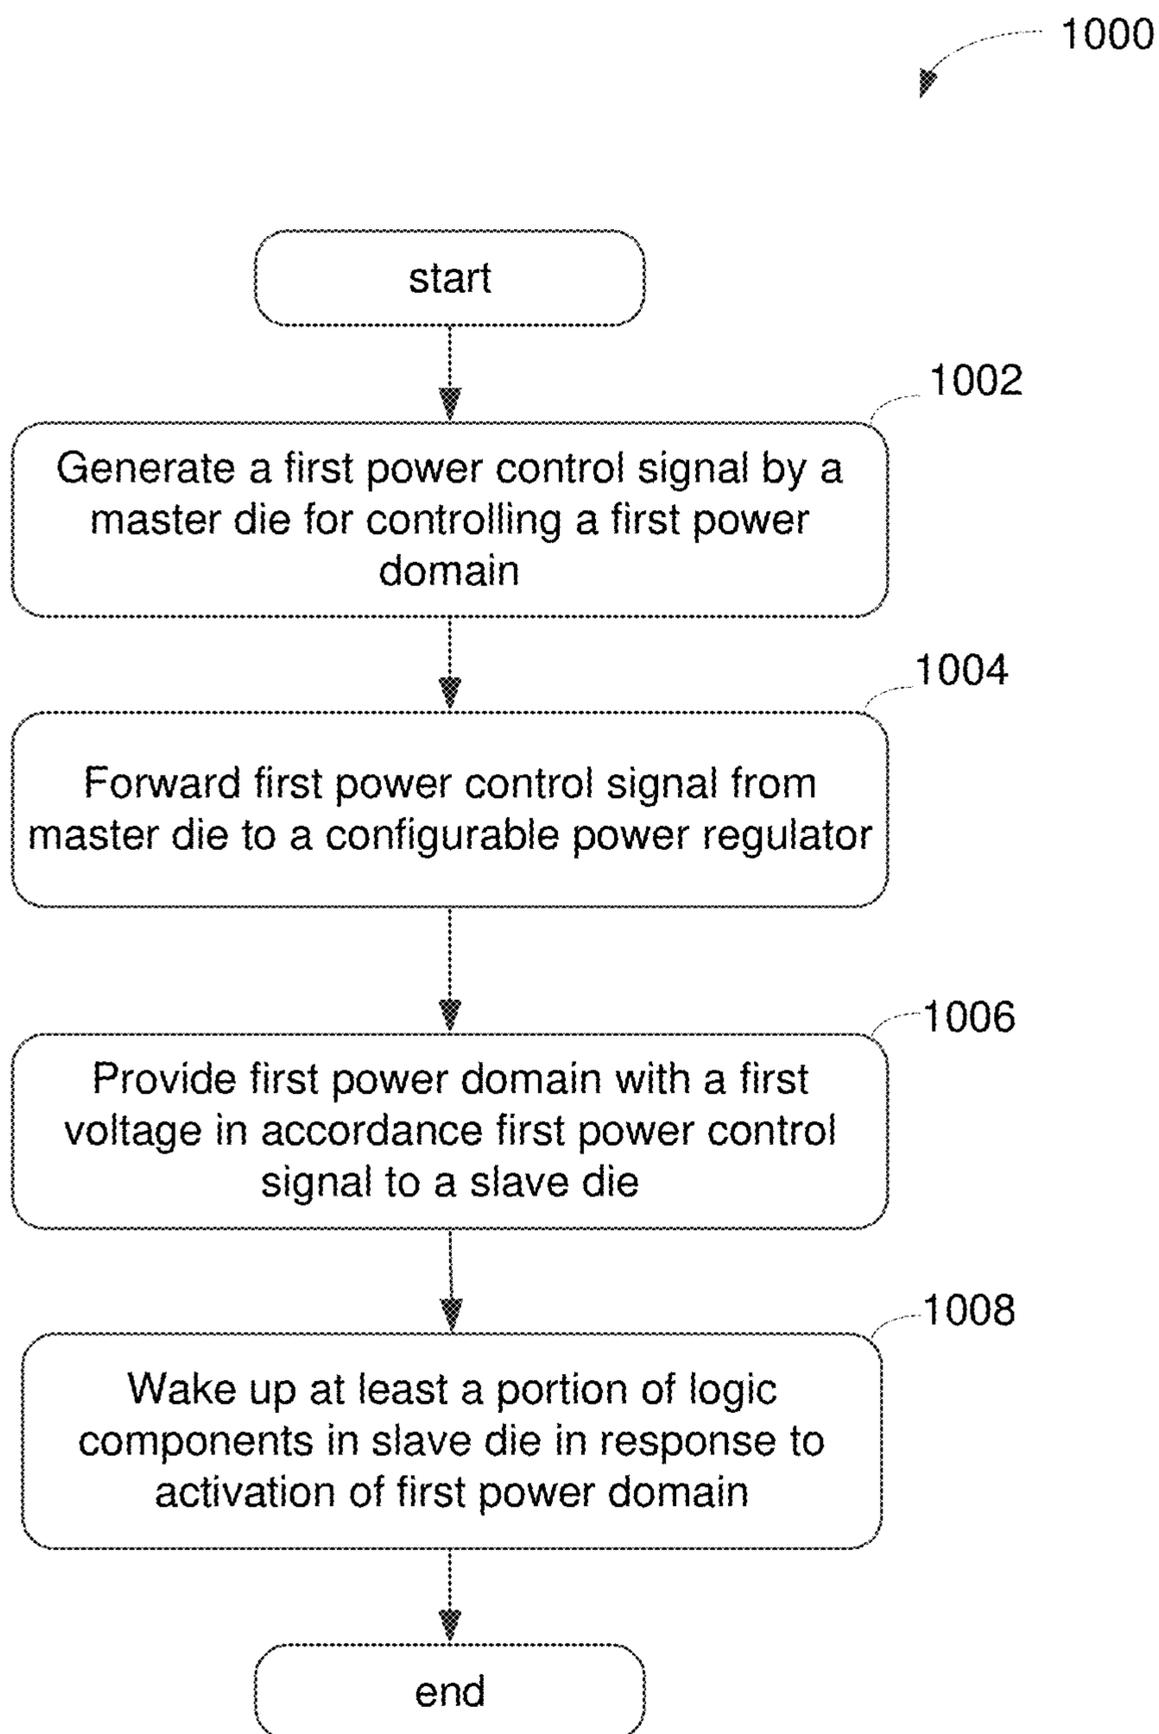 1000
start
1002
Generate a first power control signal by a
master die for controlling a first power
domain
1004
Forward first power control signal from
master die to a configurable power regulator
1006
Provide first power domain with a first
voltage in accordance first power control
signal to a slave die
1008
Wake up at least a portion of logic
components in slave die in response to
activation of first power domain
end